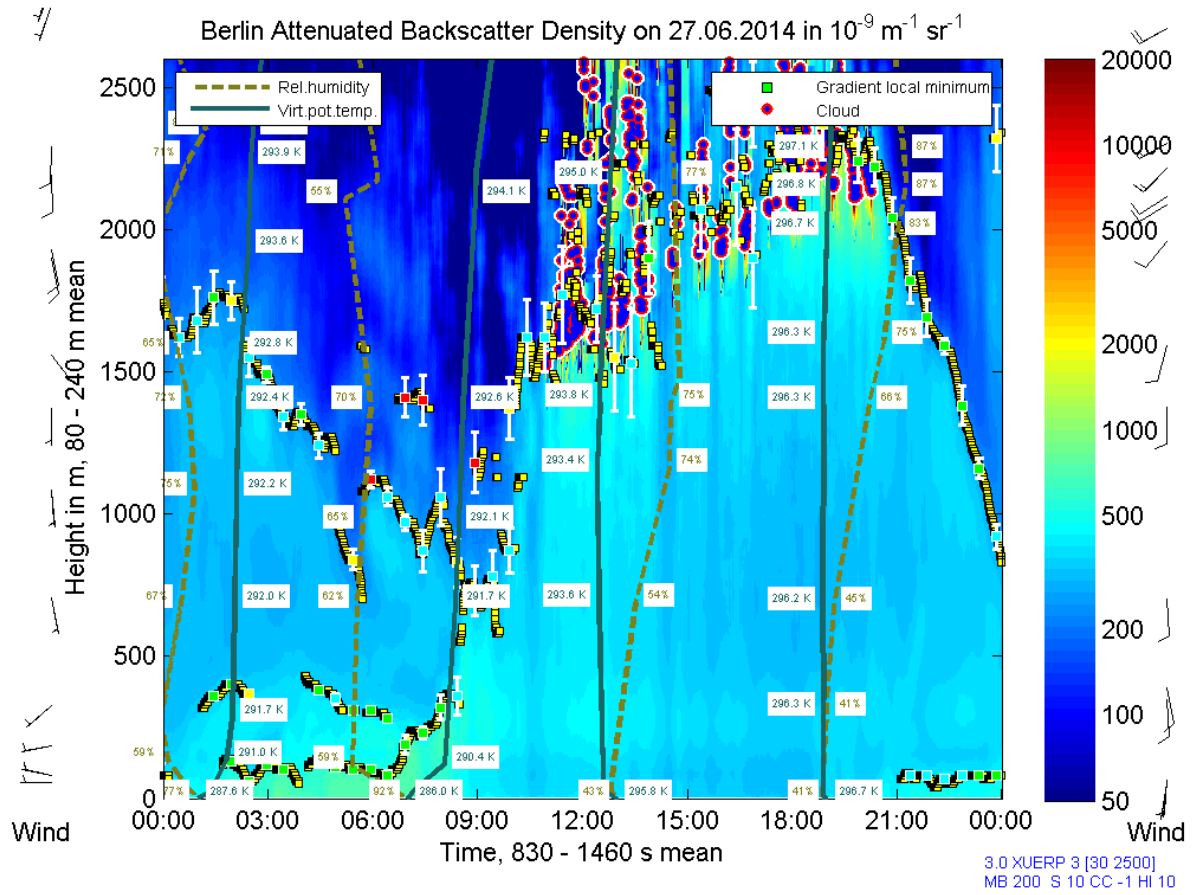 Berlin Attenuated Backscatter Density on 27.06.2014 in 10⁻⁹ m⁻¹ sr⁻¹
Rel.humidity
Virt.pot.temp.
Gradient local minimum
Cloud
2500
2000
1500
1000
500
0
Height in m, 80 - 240 m mean
20000
10000
5000
2000
1000
500
200
100
50
71%
293.9 K
55%
294.1 K
295.0 K
77%
297.1 K
87%
296.8 K
87%
293.6 K
296.7 K
83%
65%
292.8 K
296.3 K
75%
72%
292.4 K
70%
292.6 K
293.8 K
75%
296.3 K
66%
75%
292.2 K
293.4 K
74%
65%
292.1 K
67%
292.0 K
62%
291.7 K
293.6 K
54%
296.2 K
45%
291.7 K
296.3 K
41%
59%
291.0 K
59%
290.4 K
77%
287.6 K
92%
286.0 K
43%
295.8 K
41%
296.7 K
00:00
03:00
06:00
09:00
12:00
15:00
18:00
21:00
00:00
Wind
Time, 830 - 1460 s mean
Wind
3.0 XUERP 3 [30 2500]
MB 200 S 10 CC -1 HI 10